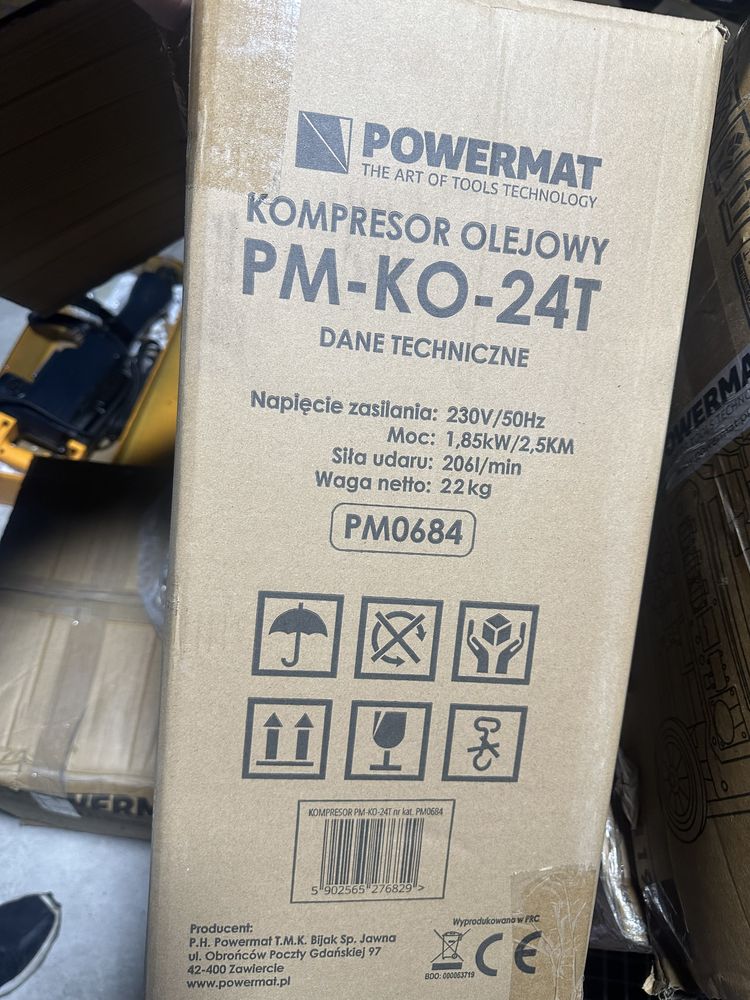 POWERMAT
THE ART OF TOOLS TECHNOLOGY
KOMPRESOR OLEJOWY
PM-KO-24T
DANE TECHNICZNE
Napięcie zasilania: 230V/50Hz
Moc: 1,85kW/2,5KM
Siła udaru: 206l/min
Waga netto: 22kg
PM0684
KOMPRESOR PM-KO-24T nr kat. PM0684
5 902565 276829 >
Producent:
P.H. Powermat T.M.K. Bijak Sp. Jawna
ul. Obrońców Poczty Gdańskiej 97
42-400 Zawiercie
www.powermat.pl
Wyprodukowano w PRC
CE
BDO: 000063719